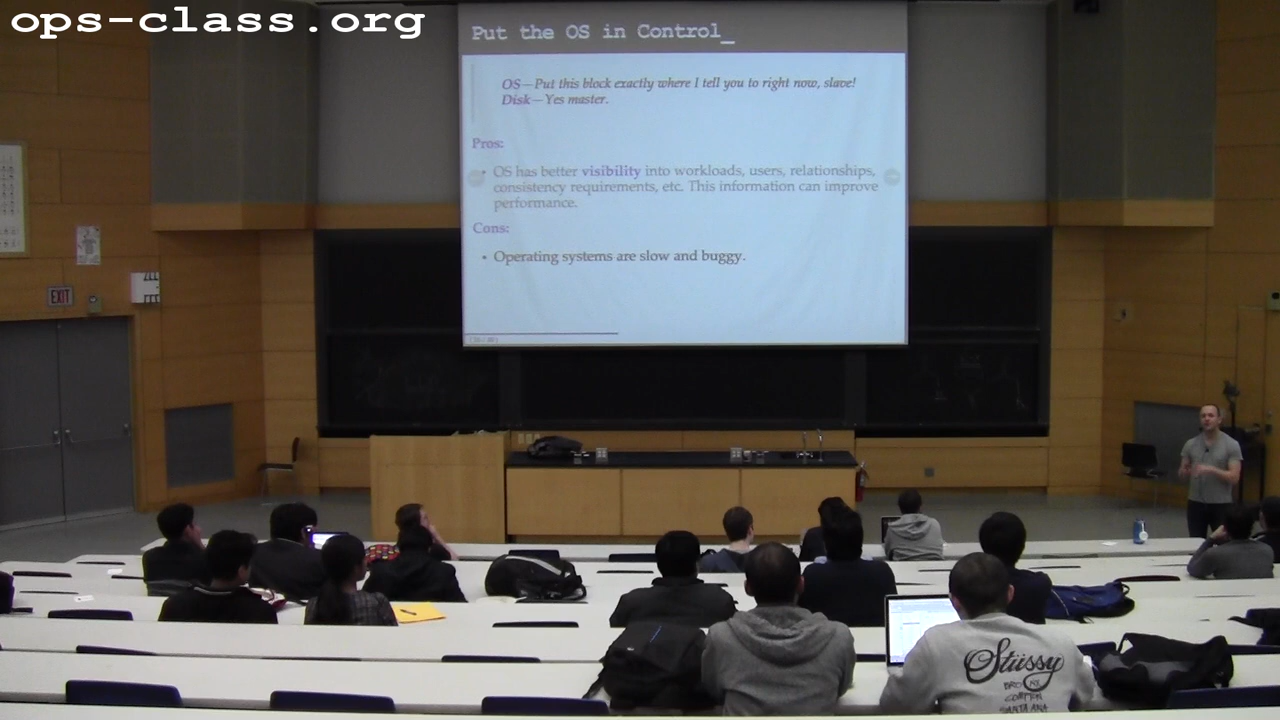 ops-class.org
Put the OS in Control_
OS—Put this block exactly where I tell you to right now, slave!
Disk—Yes master.
Pros:
• OS has better visibility into workloads, users, relationships,
consistency requirements, etc. This information can improve
performance.
Cons:
• Operating systems are slow and buggy.
EXIT
Stüssy